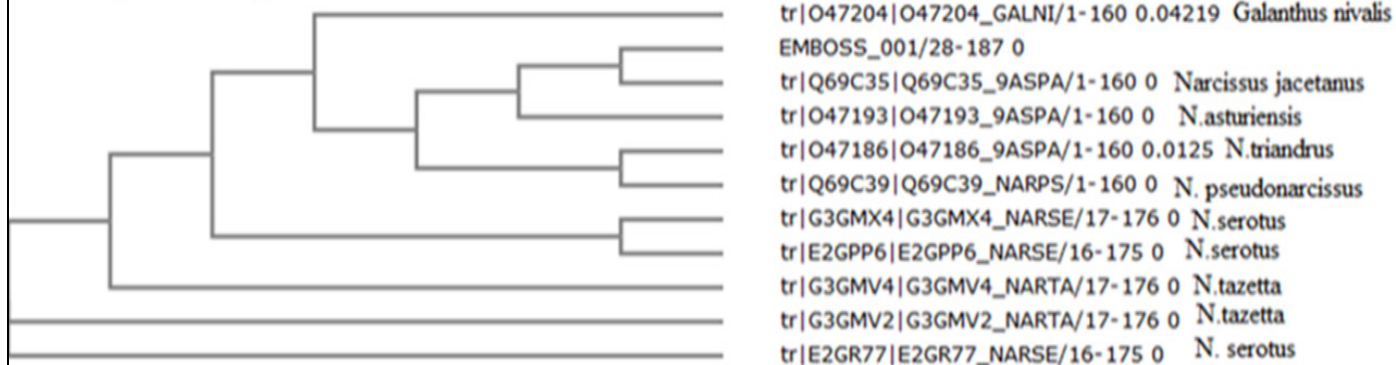 tr|O47204|O47204_GALNI/1-160 0.04219 Galanthus nivalis
EMBOSS_001/28-187 0
tr|Q69C35|Q69C35_9ASPA/1-160 0 Narcissus jacetanus
tr|O47193|O47193_9ASPA/1-160 0 N.asturiensis
tr|O47186|O47186_9ASPA/1-160 0.0125 N.triandrus
tr|Q69C39|Q69C39_NARPS/1-160 0 N. pseudonarcissus
tr|G3GMX4|G3GMX4_NARSE/17-176 0 N.serotus
tr|E2GPP6|E2GPP6_NARSE/16-175 0 N.serotus
tr|G3GMV4|G3GMV4_NARTA/17-176 0 N.tazetta
tr|G3GMV2|G3GMV2_NARTA/17-176 0 N.tazetta
tr|E2GR77|E2GR77_NARSE/16-175 0 N. serotus